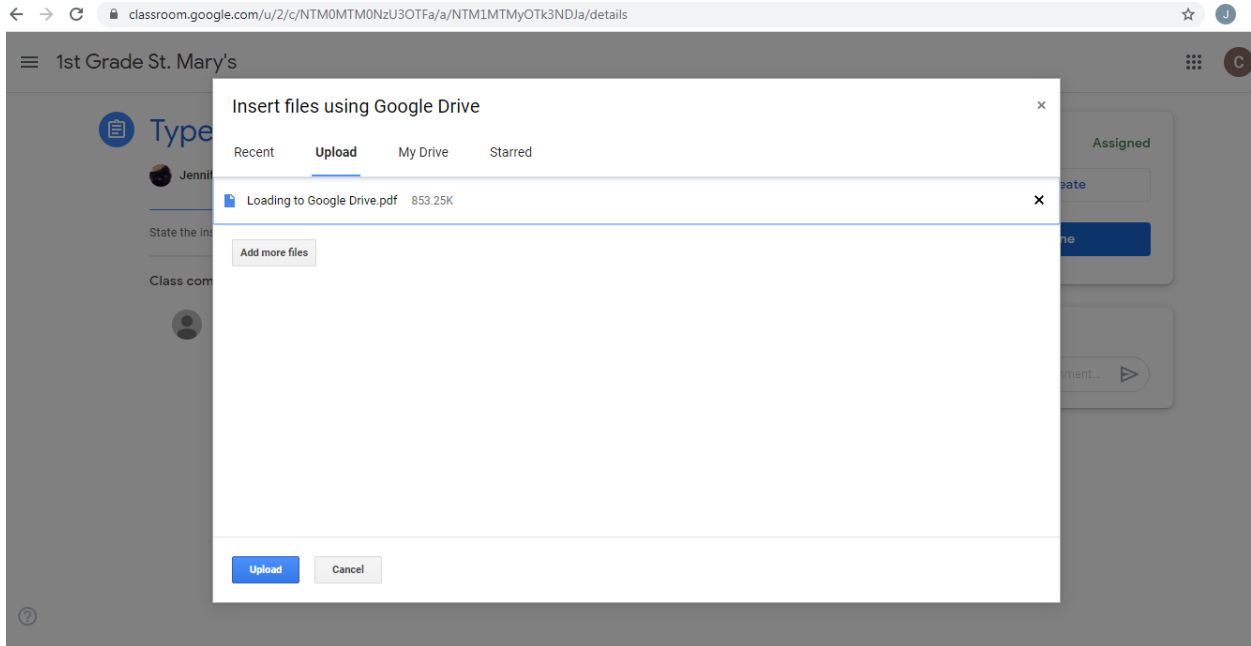 classroom.google.com/u/2/c/NTM0MTM0NzU3OTFa/a/NTM1MTMyOTk3NDJa/details
J
1st Grade St. Mary's
C
Insert files using Google Drive
Type
Assigned
Recent Upload My Drive Starred
Jennif
eate
Loading to Google Drive.pdf 853.25K
State the ins
ne
Add more files
Class com
ment...
Upload Cancel